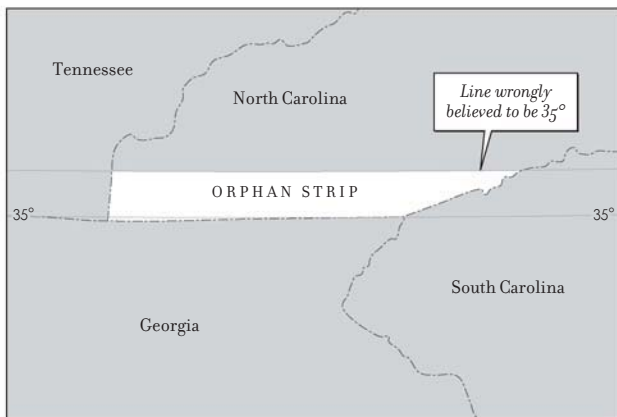 Tennessee
North Carolina
Line wrongly
believed to be 35°
ORPHAN STRIP
35°
35°
South Carolina
Georgia